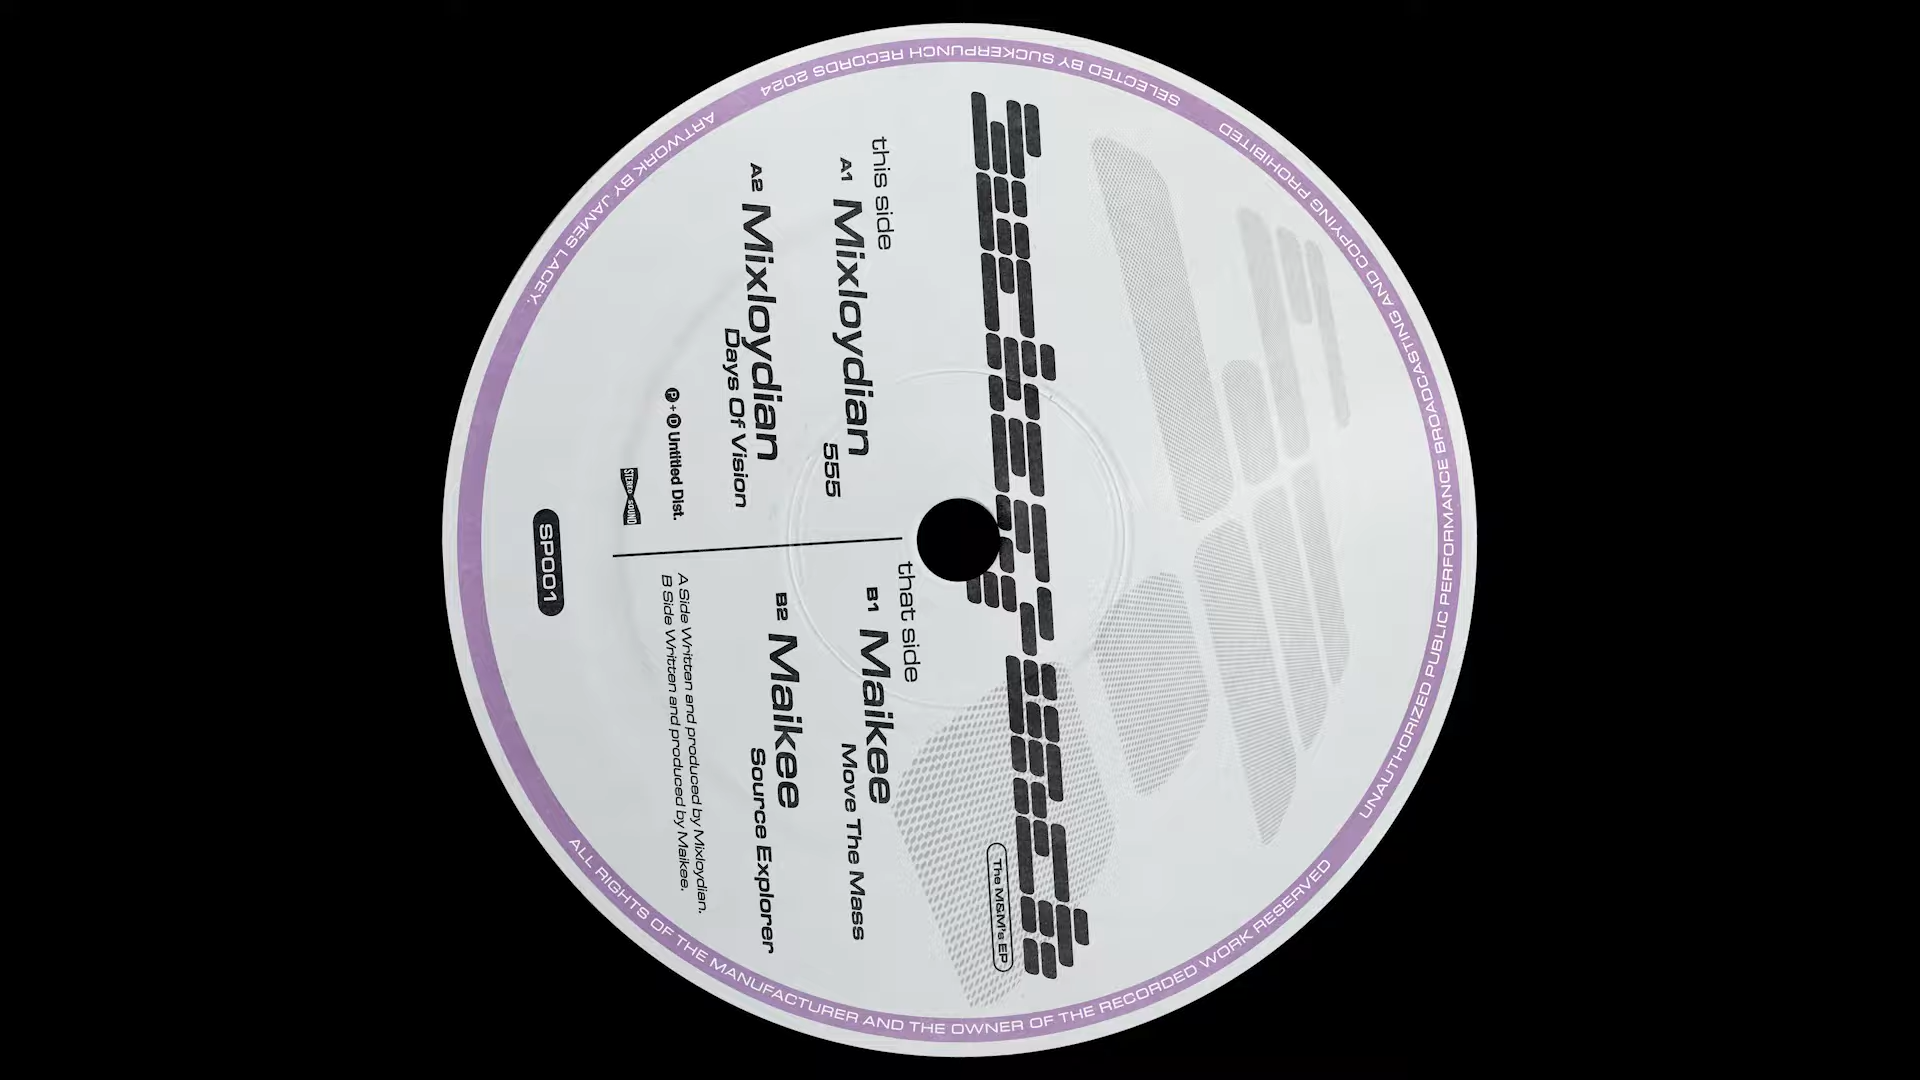 SUCKERPUNCH
The M&M's EP
this side
A1 Mixloydian
555
A2 Mixloydian
Days Of Vision
P + D Untitled Dist.
STEREO SOUND
that side
B1 Maikee
Move The Mass
B2 Maikee
Source Explorer
A Side Written and produced by Mixloydian.
B Side Written and produced by Maikee.
SP001
ALL RIGHTS OF THE MANUFACTURER AND THE OWNER OF THE RECORDED WORK RESERVED
UNAUTHORIZED PUBLIC PERFORMANCE BROADCASTING AND COPYING PROHIBITED
SELECTED BY SUCKERPUNCH RECORDS 2024
ARTWORK BY JAMES LACEY.